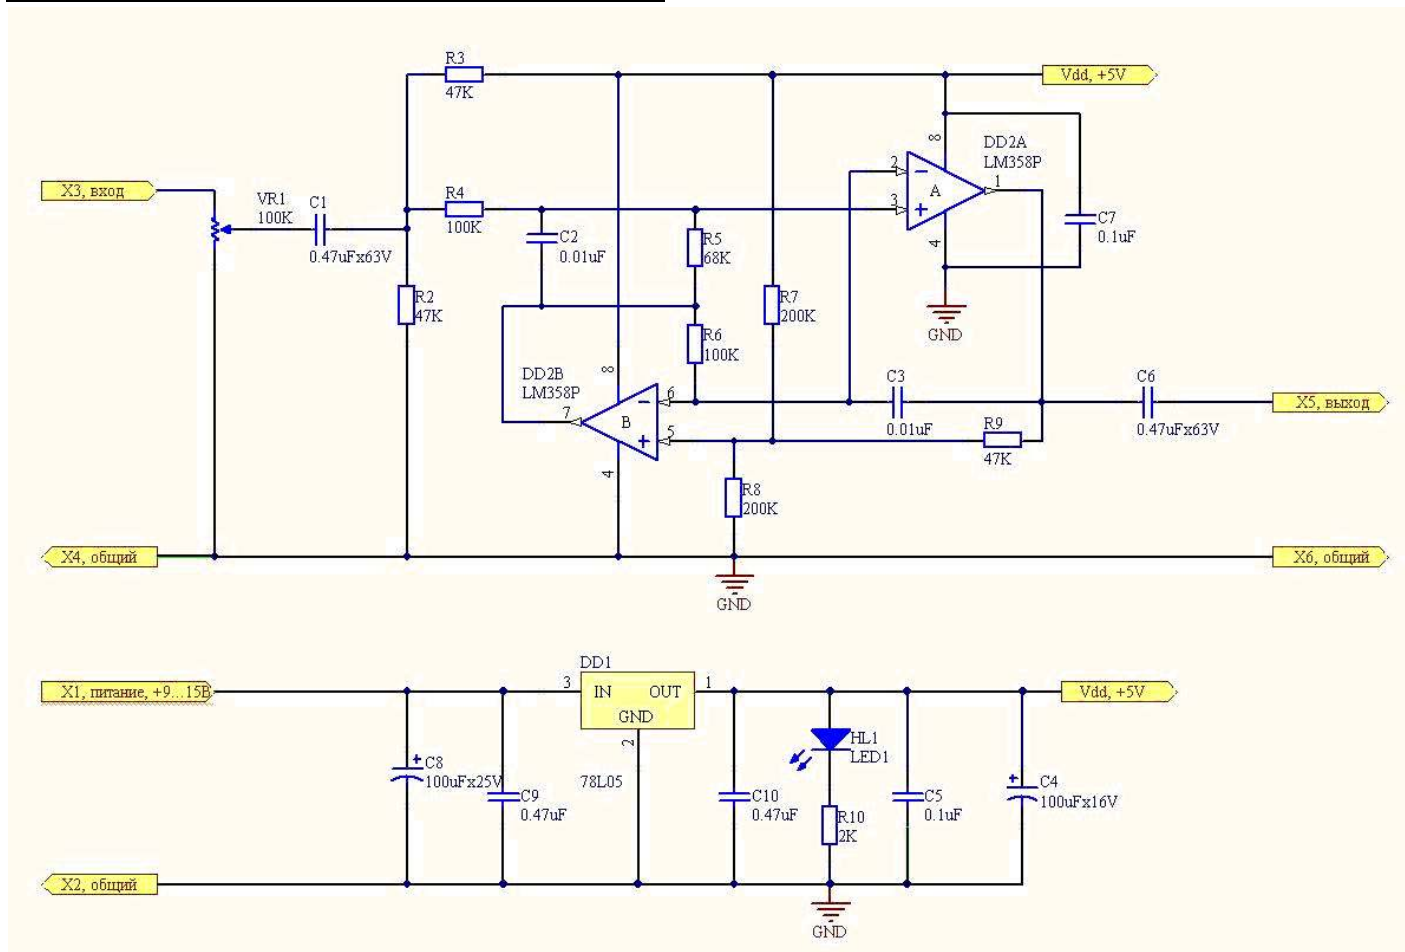 R3
47K
Vdd, +5V
8
DD2A
LM358P
2
1
A
3
4
X3, вход
VR1
100K
C1
0.47uFx63V
R4
100K
C2
0.01uF
R5
68K
C7
0.1uF
GND
R2
47K
R7
200K
R6
100K
DD2B
LM358P
8
7
6
B
5
4
C3
0.01uF
C6
0.47uFx63V
X5, выход
R9
47K
R8
200K
X4, общий
X6, общий
GND
DD1
X1, питание, +9...15В
3
IN
OUT
1
GND
2
Vdd, +5V
78L05
C8
100uFx25V
C9
0.47uF
C10
0.47uF
HL1
LED1
R10
2K
C5
0.1uF
C4
100uFx16V
X2, общий
GND